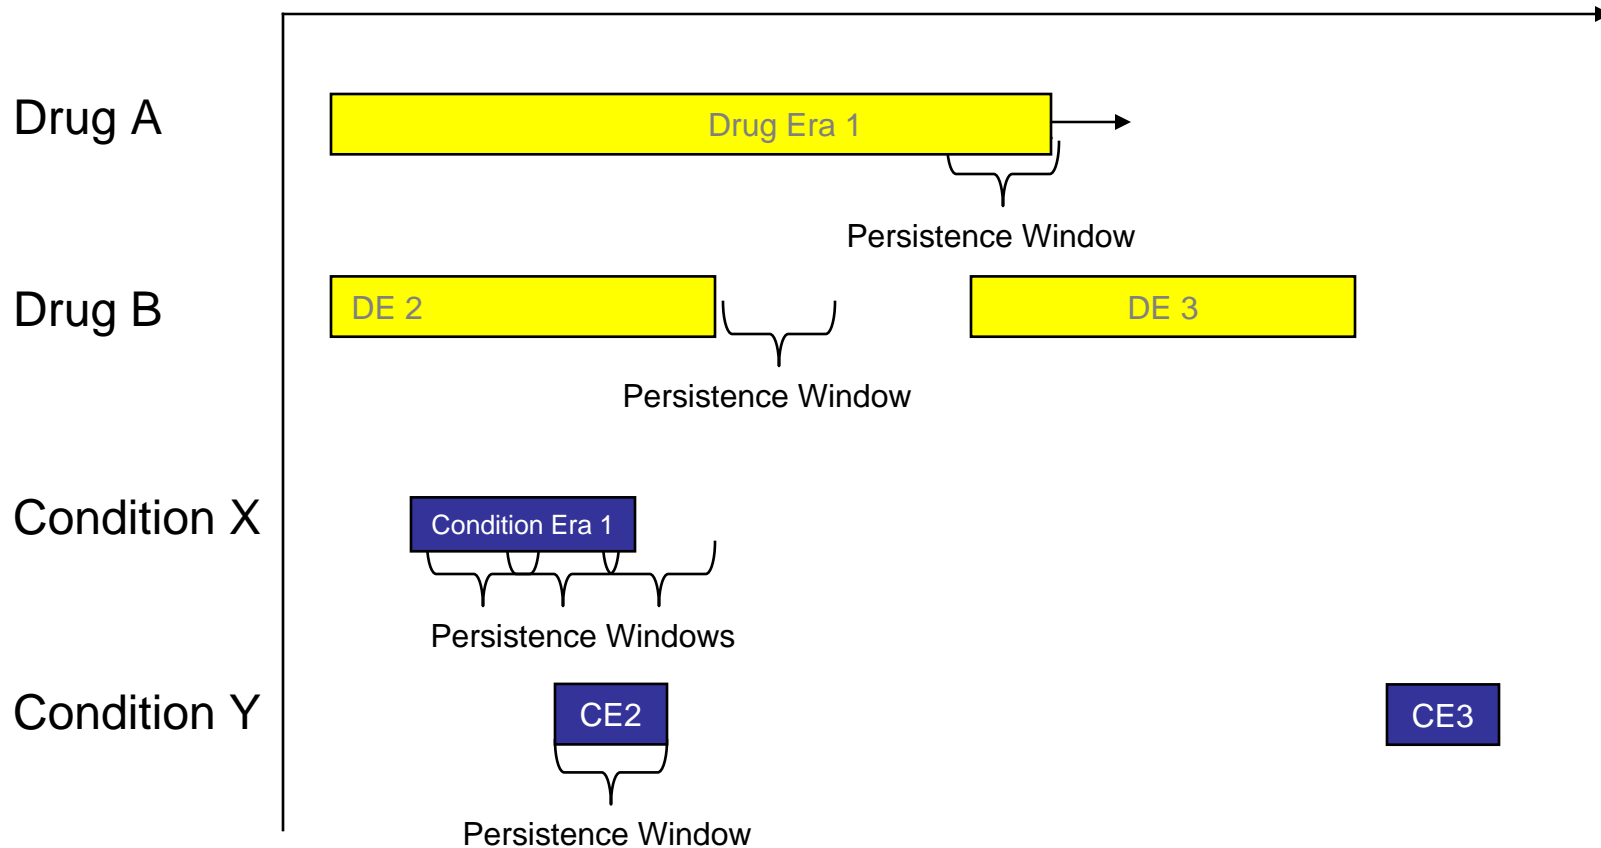 Drug A
Drug Era 1
Persistence Window
Drug B
DE 2
DE 3
Persistence Window
Condition X
Condition Era 1
Persistence Windows
Condition Y
CE2
CE3
Persistence Window